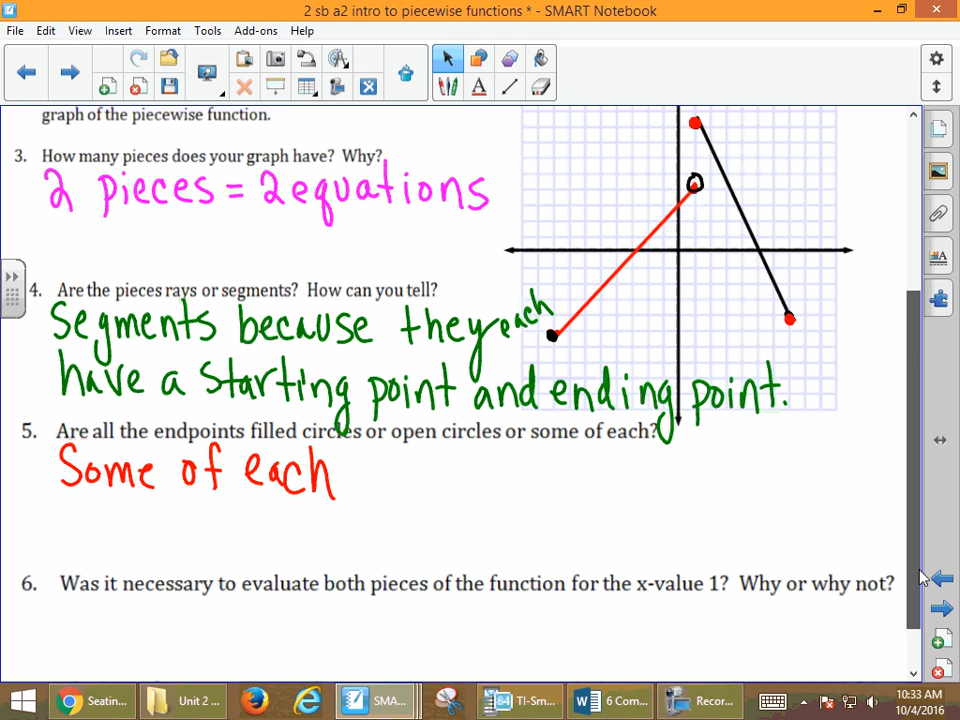 2 sb a2 intro to piecewise functions * - SMART Notebook
File Edit View Insert Format Tools Add-ons Help
graph of the piecewise function.
3. How many pieces does your graph have? Why?
2 pieces = 2 equations
4. Are the pieces rays or segments? How can you tell?
Segments because they each
have a starting point and ending point.
5. Are all the endpoints filled circles or open circles or some of each?
Some of each
6. Was it necessary to evaluate both pieces of the function for the x-value 1? Why or why not?
Seatin... Unit 2 ... SMA... TI-Sm... 6 Com... Recor... 10:33 AM
10/4/2016